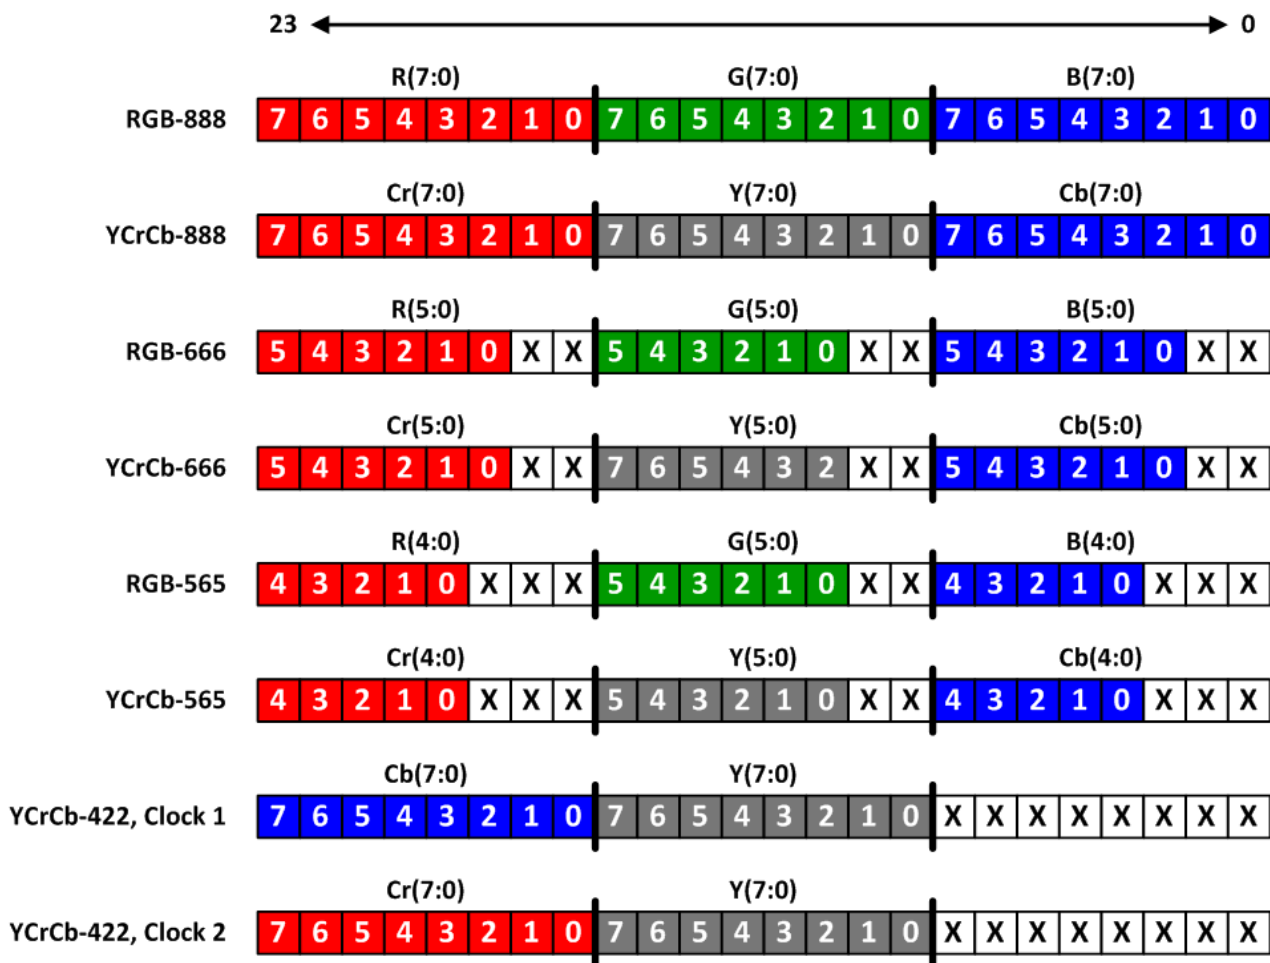 23 0
R(7:0) G(7:0) B(7:0)
RGB-888 7 6 5 4 3 2 1 0 7 6 5 4 3 2 1 0 7 6 5 4 3 2 1 0
Cr(7:0) Y(7:0) Cb(7:0)
YCrCb-888 7 6 5 4 3 2 1 0 7 6 5 4 3 2 1 0 7 6 5 4 3 2 1 0
R(5:0) G(5:0) B(5:0)
RGB-666 5 4 3 2 1 0 X X 5 4 3 2 1 0 X X 5 4 3 2 1 0 X X
Cr(5:0) Y(5:0) Cb(5:0)
YCrCb-666 5 4 3 2 1 0 X X 7 6 5 4 3 2 X X 5 4 3 2 1 0 X X
R(4:0) G(5:0) B(4:0)
RGB-565 4 3 2 1 0 X X X 5 4 3 2 1 0 X X 4 3 2 1 0 X X X
Cr(4:0) Y(5:0) Cb(4:0)
YCrCb-565 4 3 2 1 0 X X X 5 4 3 2 1 0 X X 4 3 2 1 0 X X X
Cb(7:0) Y(7:0)
YCrCb-422, Clock 1 7 6 5 4 3 2 1 0 7 6 5 4 3 2 1 0 X X X X X X X X
Cr(7:0) Y(7:0)
YCrCb-422, Clock 2 7 6 5 4 3 2 1 0 7 6 5 4 3 2 1 0 X X X X X X X X